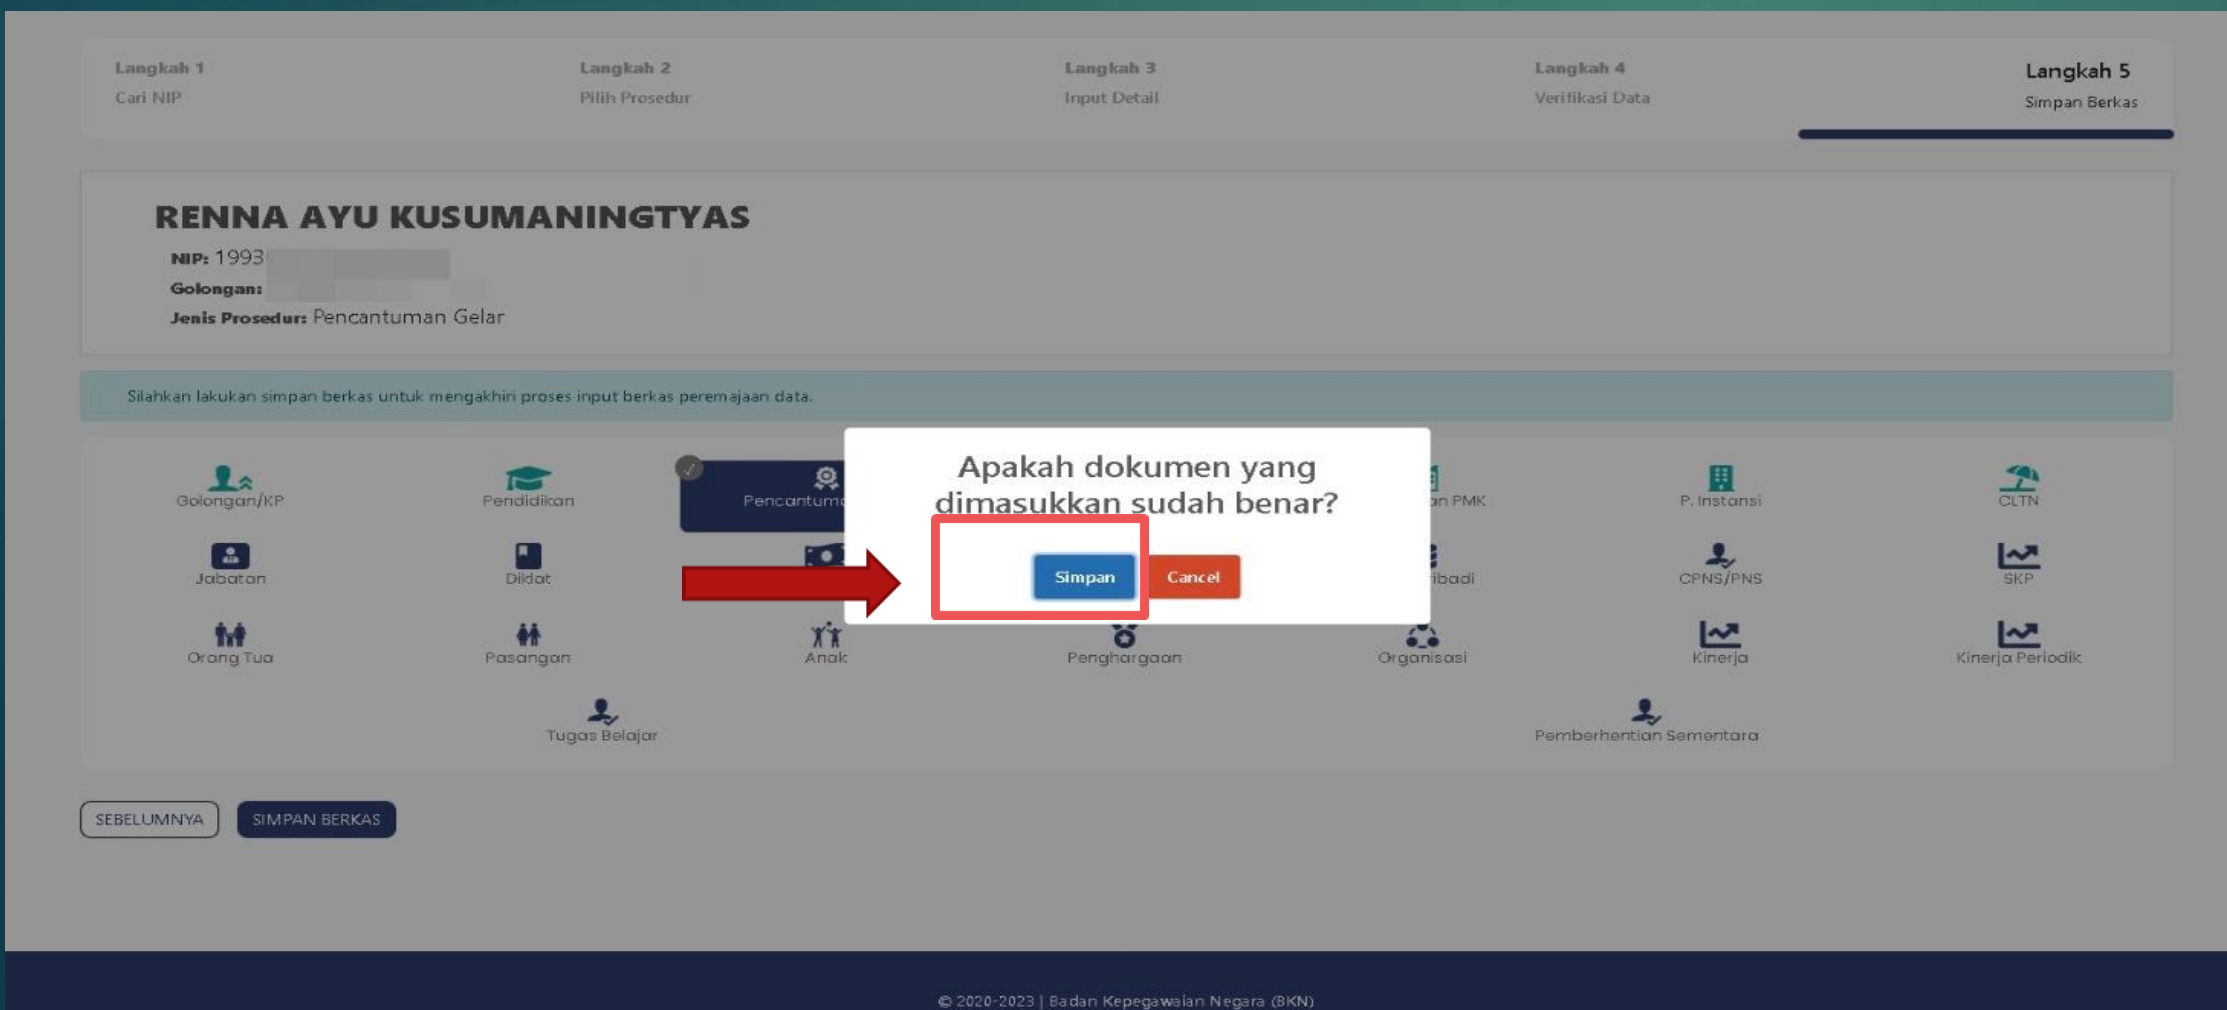 Langkah 1
Cari NIP
Langkah 2
Pilih Prosedur
Langkah 3
Input Detail
Langkah 4
Verifikasi Data
Langkah 5
Simpan Berkas
RENNA AYU KUSUMANINGTYAS
NIP: 1993
Golongan:
Jenis Prosedur: Pencantuman Gelar
Silahkan lakukan simpan berkas untuk mengakhiri proses input berkas peremajaan data.
Apakah dokumen yang
dimasukkan sudah benar?
Simpan
Cancel
Golongan/KP
Pendidikan
PMK
P. Instansi
CLTN
Jabatan
Diklat
CPNS/PNS
SKP
Orang Tua
Pasangan
Anak
Penghargaan
Organisasi
Kinerja
Kinerja Periodik
Tugas Belajar
Pemberhentian Sementara
SEBELUMNYA
SIMPAN BERKAS
© 2020-2023 | Badan Kepegawaian Negara (BKN)